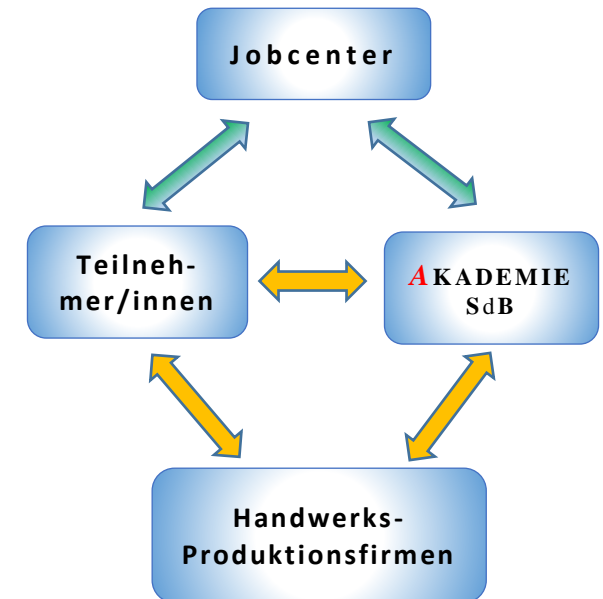 Jobcenter
Teilneh-
mer/innen
AKADEMIE
SdB
Handwerks-
Produktionsfirmen